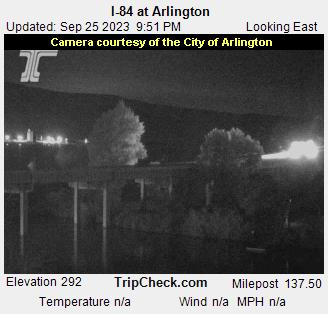 I-84 at Arlington
Updated: Sep 25 2023 9:51 PM Looking East
Camera courtesy of the City of Arlington
Elevation 292 TripCheck.com Milepost 137.50
Temperature n/a Wind n/a MPH n/a